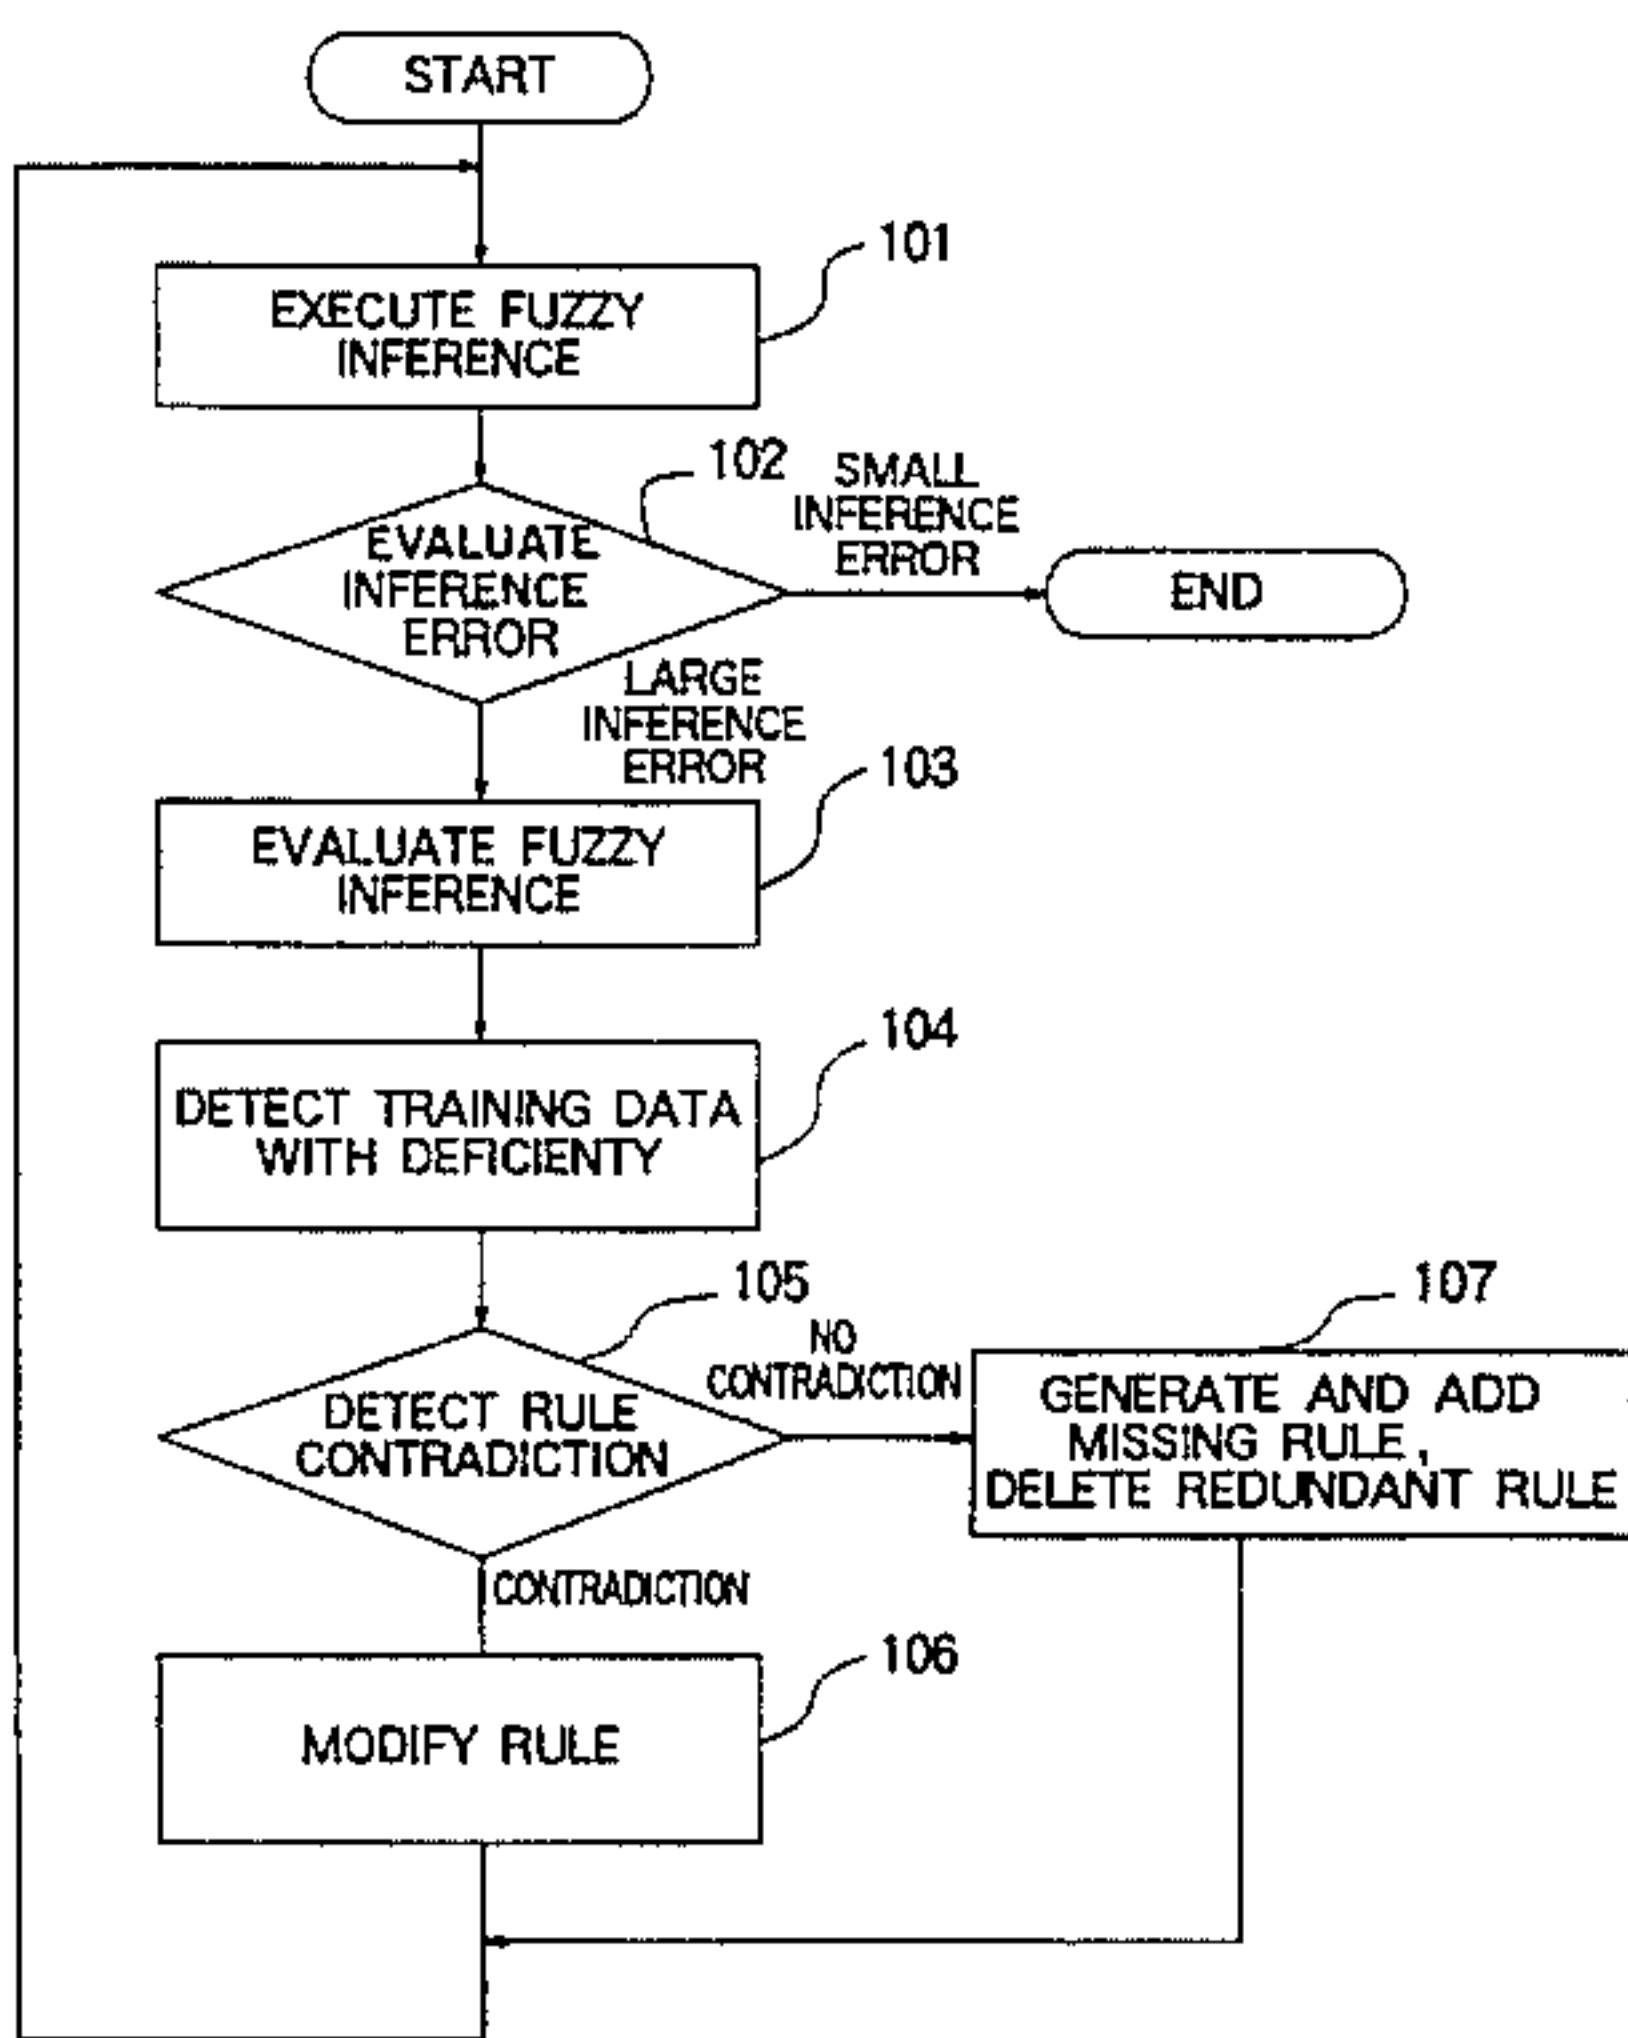 START
101
EXECUTE FUZZY
INFERENCE
102
SMALL
INFERENCE
ERROR
EVALUATE
INFERENCE
ERROR
END
LARGE
INFERENCE
ERROR
103
EVALUATE FUZZY
INFERENCE
104
DETECT TRAINING DATA
WITH DEFICIENTY
105
NO
CONTRADICTION
107
DETECT RULE
CONTRADICTION
GENERATE AND ADD
MISSING RULE,
DELETE REDUNDANT RULE
CONTRADICTION
106
MODIFY RULE